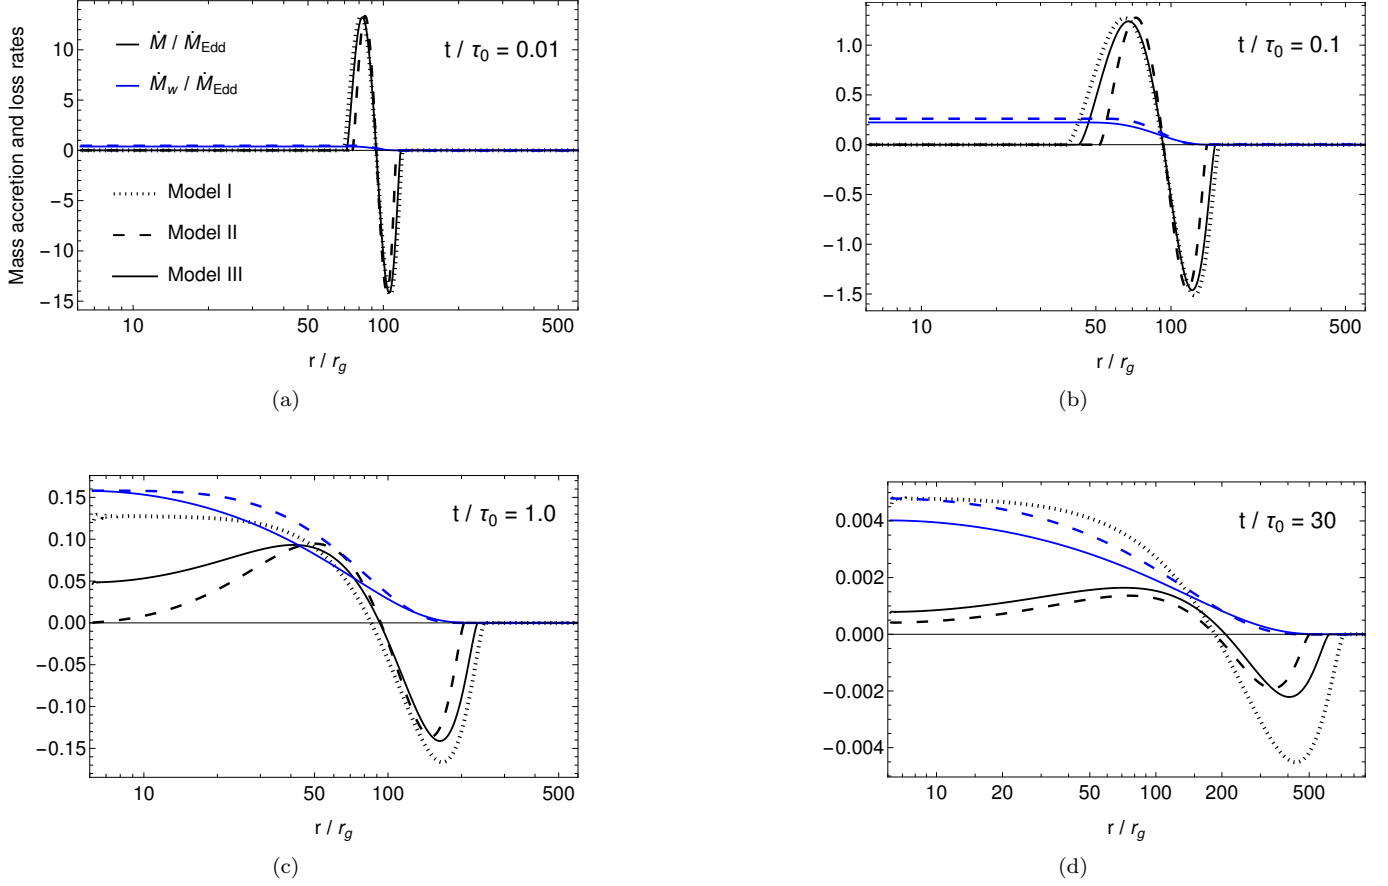 Mass accretion and loss rates
Ṁ / ṀEdd
Ṁw / ṀEdd
t / τ0 = 0.01
Model I
Model II
Model III
10
5
0
−5
−10
−15
10 50 100 500
r / rg
(a)
t / τ0 = 0.1
1.0
0.5
0.0
−0.5
−1.0
−1.5
10 50 100 500
r / rg
(b)
t / τ0 = 1.0
0.15
0.10
0.05
0.00
−0.05
−0.10
−0.15
10 50 100 500
r / rg
(c)
t / τ0 = 30
0.004
0.002
0.000
−0.002
−0.004
10 20 50 100 200 500
r / rg
(d)